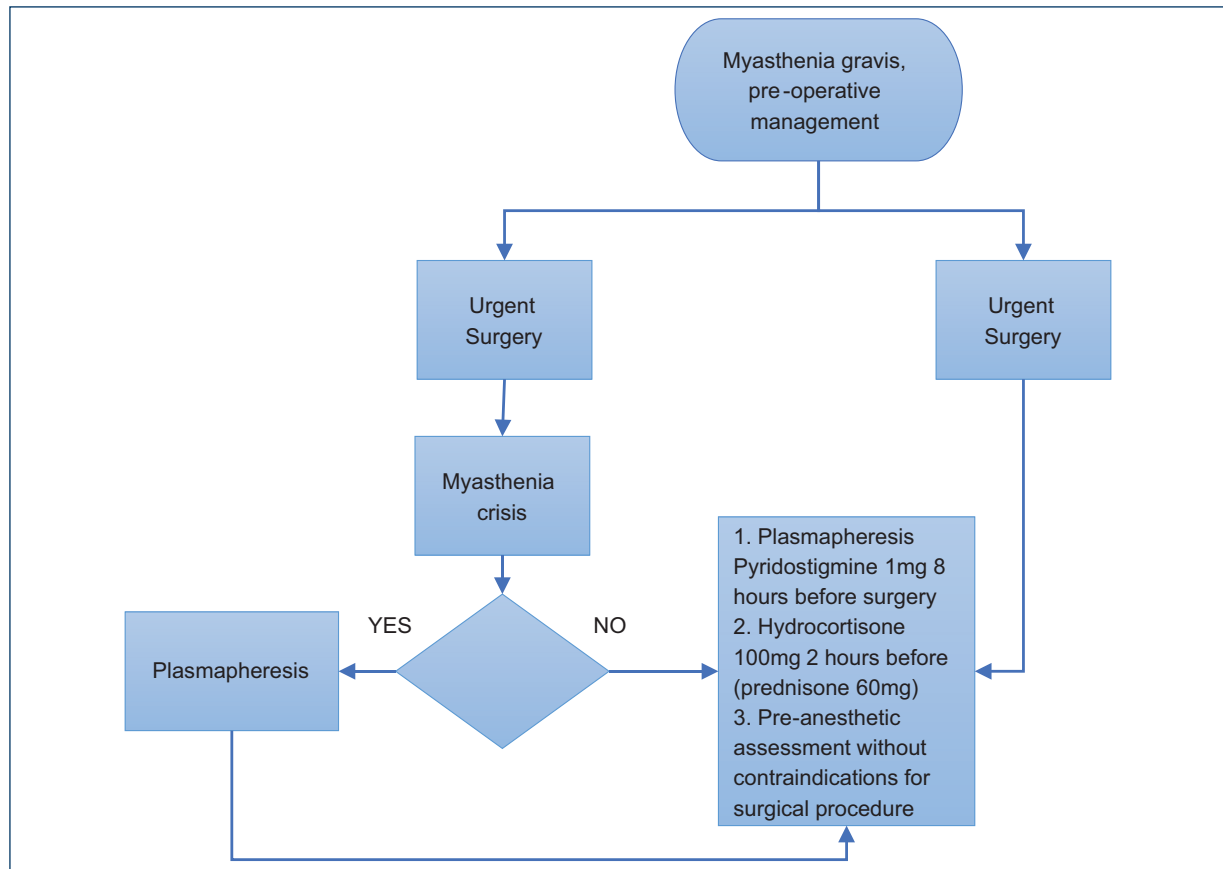 Myasthenia gravis,
pre-operative
management
Urgent
Surgery
Urgent
Surgery
Myasthenia
crisis
YES
NO
Plasmapheresis
1. Plasmapheresis
Pyridostigmine 1mg 8
hours before surgery
2. Hydrocortisone
100mg 2 hours before
(prednisone 60mg)
3. Pre-anesthetic
assessment without
contraindications for
surgical procedure